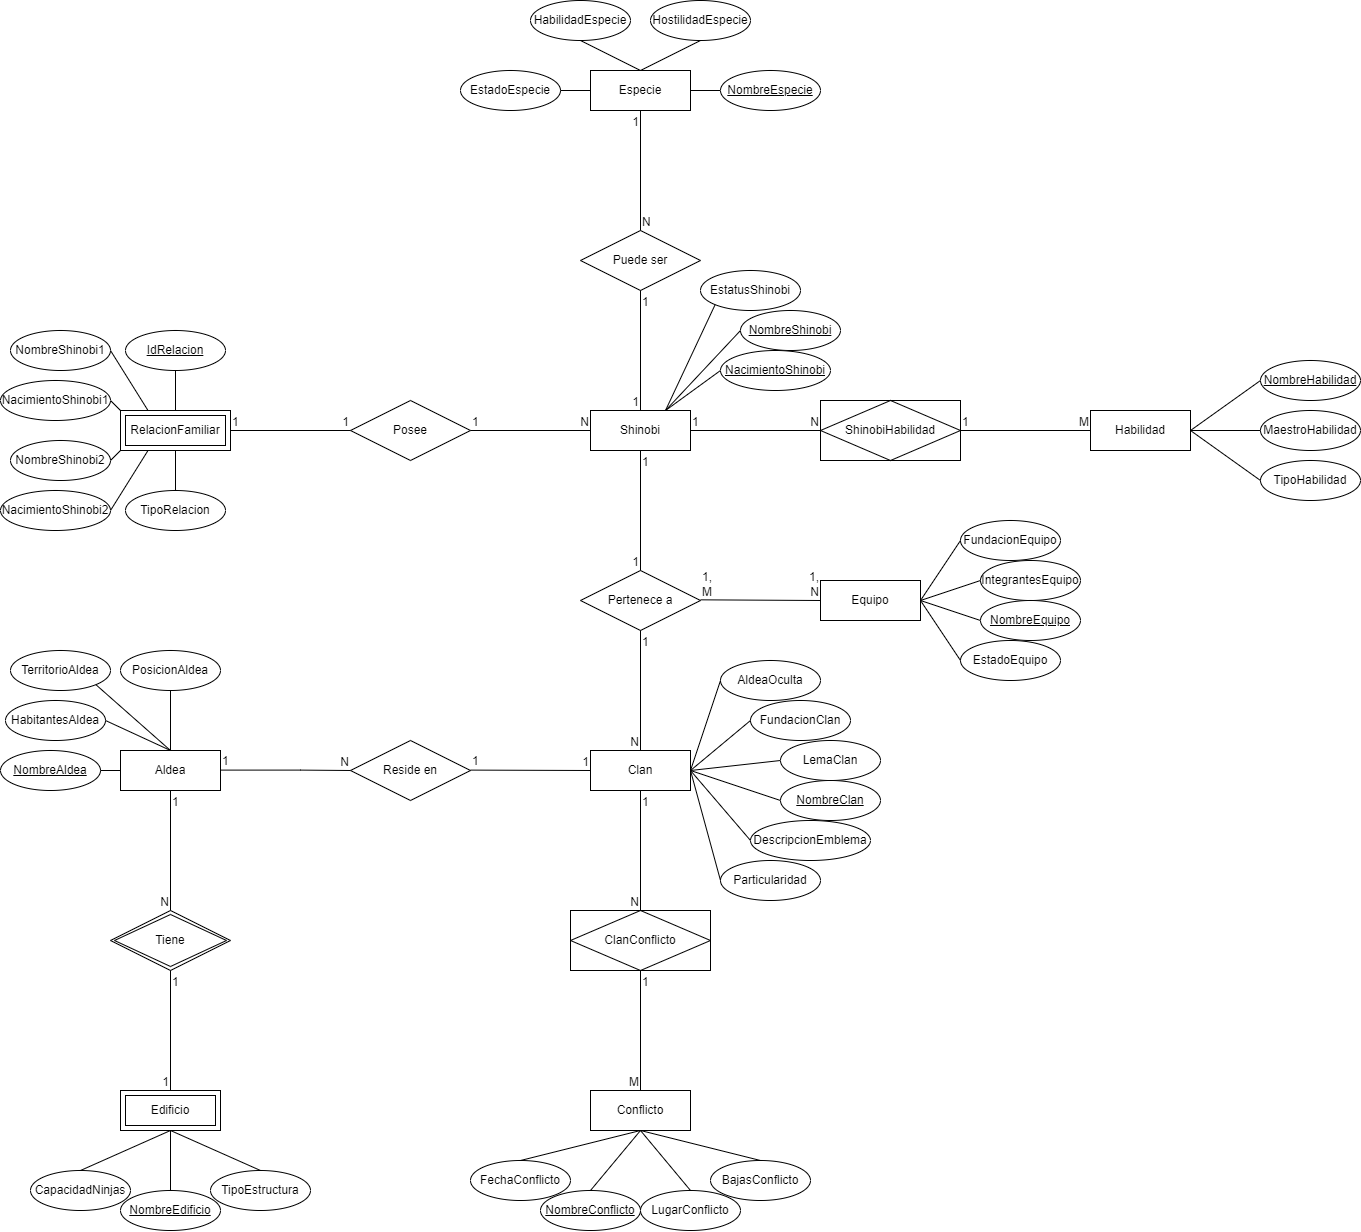 HabilidadEspecie
HostilidadEspecie
EstadoEspecie
Especie
NombreEspecie
1
N
Puede ser
1
EstatusShinobi
NombreShinobi
NacimientoShinobi
NombreShinobi1
IdRelacion
NacimientoShinobi1
RelacionFamiliar
NombreShinobi2
NacimientoShinobi2
TipoRelacion
1
1
Posee
1
N
1
Shinobi
1
1
N
ShinobiHabilidad
1
M
Habilidad
NombreHabilidad
MaestroHabilidad
TipoHabilidad
1
Pertenece a
1,
M
1,
N
Equipo
FundacionEquipo
IntegrantesEquipo
NombreEquipo
EstadoEquipo
1
N
TerritorioAldea
PosicionAldea
HabitantesAldea
NombreAldea
Aldea
1
N
Reside en
1
1
Clan
AldeaOculta
FundacionClan
LemaClan
NombreClan
DescripcionEmblema
Particularidad
1
N
Tiene
1
1
Edificio
CapacidadNinjas
NombreEdificio
TipoEstructura
1
N
ClanConflicto
1
M
Conflicto
FechaConflicto
NombreConflicto
LugarConflicto
BajasConflicto